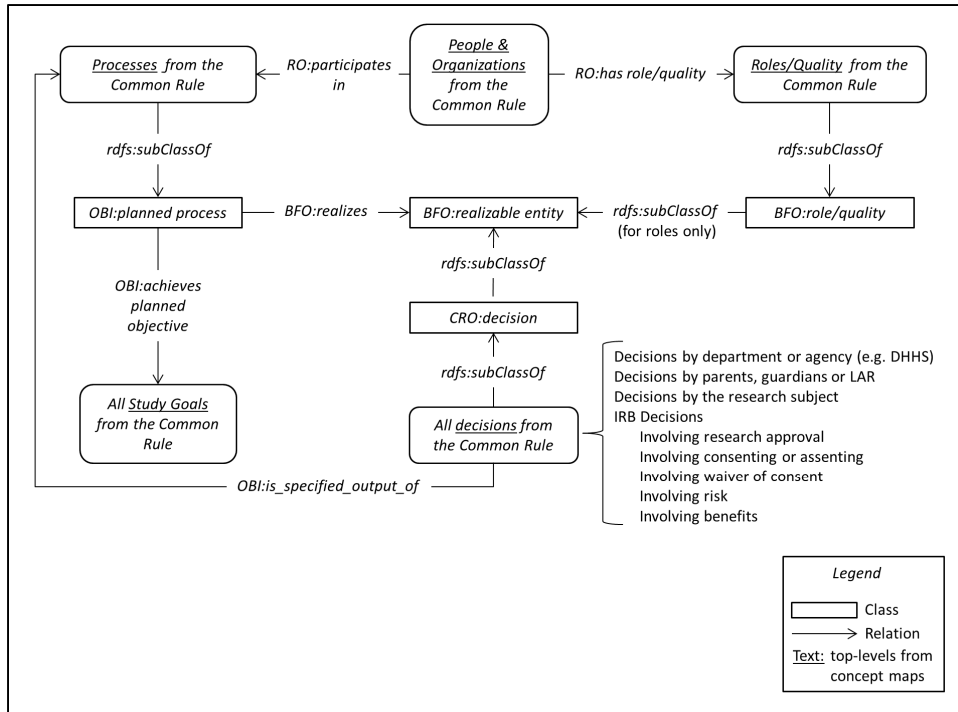 Processes from the
Common Rule
RO:participates
in
People &
Organizations
from the
Common Rule
RO:has role/quality
Roles/Quality from the
Common Rule
rdfs:subClassOf
rdfs:subClassOf
OBI:planned process
BFO:realizes
BFO:realizable entity
rdfs:subClassOf
(for roles only)
BFO:role/quality
rdfs:subClassOf
OBI:achieves
planned
objective
CRO:decision
rdfs:subClassOf
All Study Goals
from the Common
Rule
All decisions from
the Common Rule
Decisions by department or agency (e.g. DHHS)
Decisions by parents, guardians or LAR
Decisions by the research subject
IRB Decisions
Involving research approval
Involving consenting or assenting
Involving waiver of consent
Involving risk
Involving benefits
OBI:is_specified_output_of
Legend
Class
Relation
Text: top-levels from
concept maps